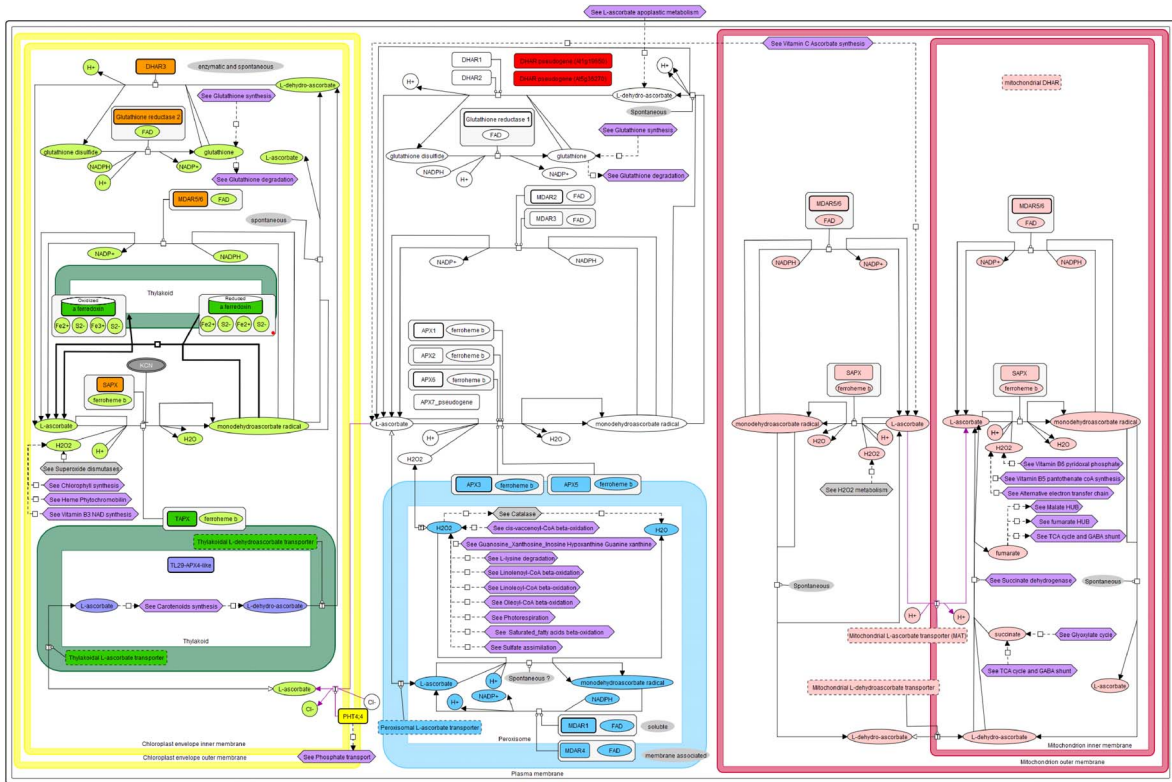 See L-ascorbate apoplastic metabolism
See Vitamin C Ascorbate synthesis
DHAR3
enzymatic and spontaneous
H+
L-dehydro-ascorbate
See Glutathione synthesis
Glutathione reductase 2
FAD
glutathione disulfide
glutathione
NADPH
NADP+
H+
L-ascorbate
See Glutathione degradation
MDAR5/6
FAD
spontaneous
NADP+
NADPH
Thylakoid
Oxidized
a ferredoxin
Fe2+
S2-
Fe3+
S2-
Reduced
a ferredoxin
Fe2+
S2-
Fe2+
S2-
KCN
SAPX
ferroheme b
L-ascorbate
monodehydroascorbate radical
H2O2
H+
H2O
See Superoxide dismutases
See Chlorophyll synthesis
See Heme Phytochromobilin
See Vitamin B3 NAD synthesis
TAPX
ferroheme b
Thylakoidal L-dehydroascorbate transporter
TL29-APX4-like
L-ascorbate
See Carotenoids synthesis
L-dehydro-ascorbate
Thylakoid
Thylakoidal L-ascorbate transporter
L-ascorbate
Cl-
Cl-
PHT4;4
Chloroplast envelope inner membrane
Chloroplast envelope outer membrane
See Phosphate transport
DHAR1
DHAR2
H+
H+
L-dehydro-ascorbate
Spontaneous
Glutathione reductase 1
FAD
See Glutathione synthesis
glutathione disulfide
glutathione
NADPH
NADP+
H+
See Glutathione degradation
MDAR2
FAD
MDAR3
FAD
NADP+
NADPH
APX1
ferroheme b
APX2
ferroheme b
APX6
ferroheme b
APX7_pseudogene
L-ascorbate
monodehydroascorbate radical
H+
H2O
H2O2
APX3
ferroheme b
APX5
ferroheme b
See Catalase
H2O2
H2O
See cis-vaccenyl-CoA beta-oxidation
See Guanosine_Xanthosine_Inosine Hypoxanthine Guanine xanthine
See L-lysine degradation
See Linolenoyl-CoA beta-oxidation
See Linoleoyl-CoA beta-oxidation
See Oleoyl-CoA beta-oxidation
See Photorespiration
See Saturated_fatty acids beta-oxidation
See Sulfate assimilation
Spontaneous ?
L-ascorbate
monodehydroascorbate radical
H+
NADP+
H+
NADPH
Peroxisomal L-ascorbate transporter
MDAR1
FAD
soluble
Peroxisome
MDAR4
FAD
membrane associated
Plasma membrane
mitochondrial DHAR
MDAR5/6
FAD
NADPH
NADP+
SAPX
ferroheme b
monodehydroascorbate radical
L-ascorbate
H2O
H+
H2O2
See H2O2 metabolism
Spontaneous
H+
H+
Mitochondrial L-ascorbate transporter (MAT)
Mitochondrial L-dehydroascorbate transporter
L-dehydro-ascorbate
MDAR5/6
FAD
NADP+
NADPH
SAPX
ferroheme b
L-ascorbate
monodehydroascorbate radical
H+
H2O2
H2O
See Vitamin B6 pyridoxal phosphate
See Vitamin B5 pantothenate coA synthesis
See Alternative electron transfer chain
See Malate HUB
See fumarate HUB
See TCA cycle and GABA shunt
fumarate
See Succinate dehydrogenase
Spontaneous
succinate
See Glyoxylate cycle
See TCA cycle and GABA shunt
L-ascorbate
L-dehydro-ascorbate
Mitochondrion inner membrane
Mitochondrion outer membrane